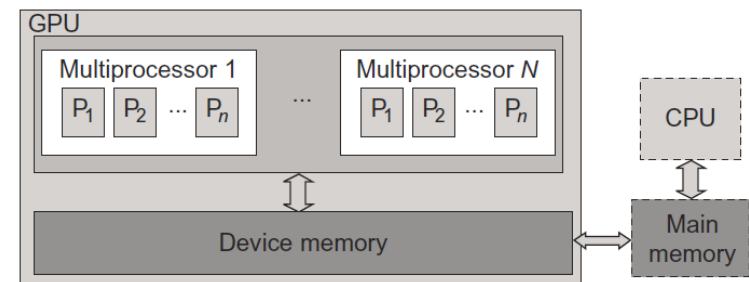 GPU
Multiprocessor 1
P1 P2 ... Pn
...
Multiprocessor N
P1 P2 ... Pn
Device memory
CPU
Main
memory